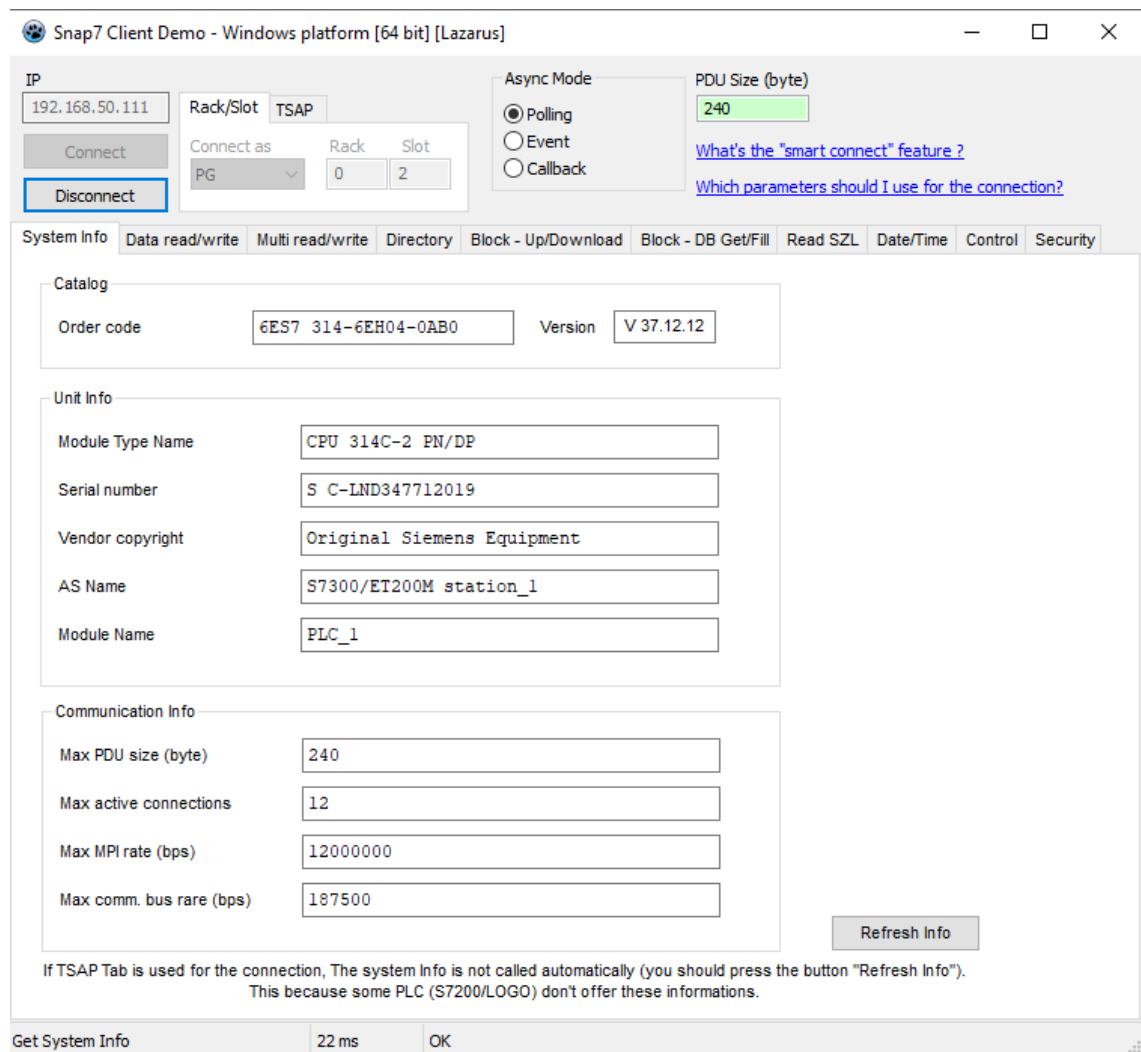 Snap7 Client Demo - Windows platform [64 bit] [Lazarus]
IP
192.168.50.111
Connect
Disconnect
Rack/Slot TSAP
Connect as Rack Slot
PG 0 2
Async Mode
Polling
Event
Callback
PDU Size (byte)
240
What's the "smart connect" feature ?
Which parameters should I use for the connection?
System Info Data read/write Multi read/write Directory Block - Up/Download Block - DB Get/Fill Read SZL Date/Time Control Security
Catalog
Order code 6ES7 314-6EH04-0AB0 Version V 37.12.12
Unit Info
Module Type Name CPU 314C-2 PN/DP
Serial number S C-LND347712019
Vendor copyright Original Siemens Equipment
AS Name S7300/ET200M station_1
Module Name PLC_1
Communication Info
Max PDU size (byte) 240
Max active connections 12
Max MPI rate (bps) 12000000
Max comm. bus rare (bps) 187500
Refresh Info
If TSAP Tab is used for the connection, The system Info is not called automatically (you should press the button "Refresh Info").
This because some PLC (S7200/LOGO) don't offer these informations.
Get System Info 22 ms OK